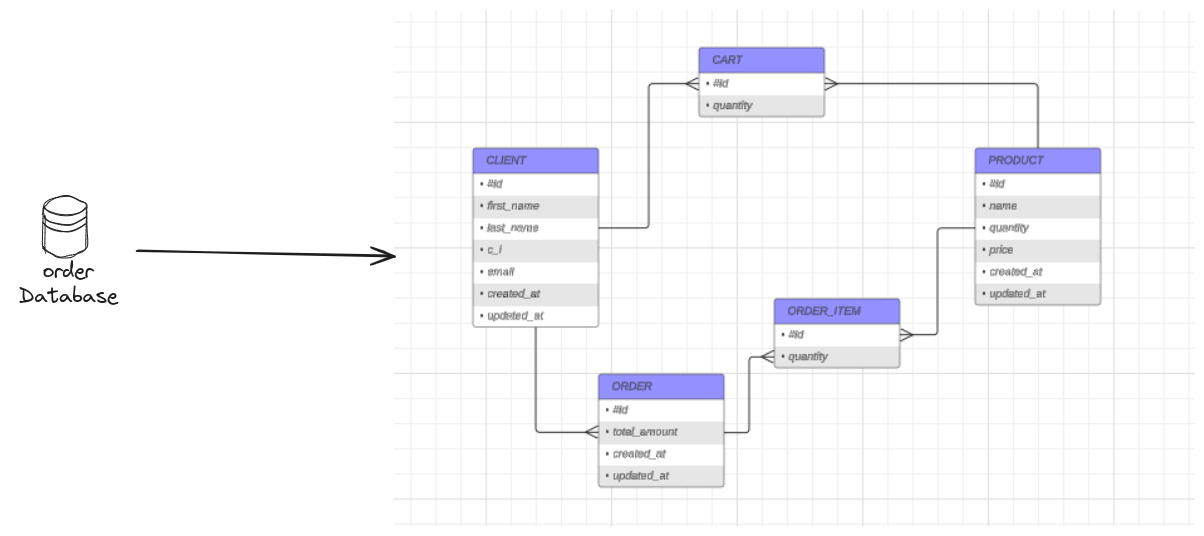 order
Database
CART
• #id
• quantity
CLIENT
• #id
• first_name
• last_name
• c_i
• email
• created_at
• updated_at
PRODUCT
• #id
• name
• quantity
• price
• created_at
• updated_at
ORDER_ITEM
• #id
• quantity
ORDER
• #id
• total_amount
• created_at
• updated_at